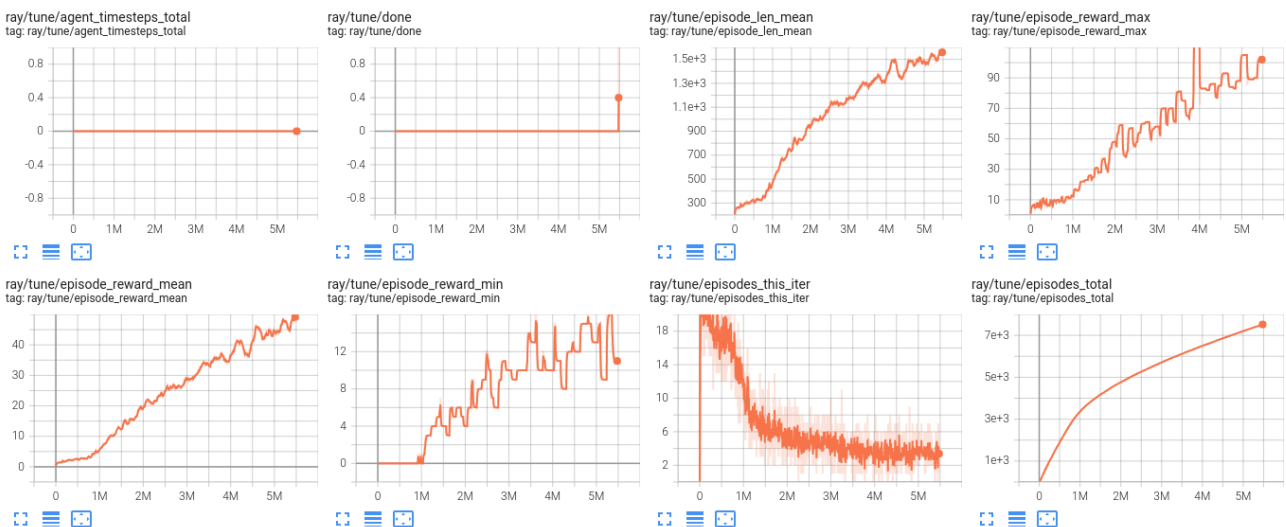 ray/tune/agent_timesteps_total
tag: ray/tune/agent_timesteps_total
0.8
0.4
0
-0.4
-0.8
0 1M 2M 3M 4M 5M
ray/tune/done
tag: ray/tune/done
0.8
0.4
0
-0.4
-0.8
0 1M 2M 3M 4M 5M
ray/tune/episode_len_mean
tag: ray/tune/episode_len_mean
1.5e+3
1.3e+3
1.1e+3
900
700
500
300
0 1M 2M 3M 4M 5M
ray/tune/episode_reward_max
tag: ray/tune/episode_reward_max
90
70
50
30
10
0 1M 2M 3M 4M 5M
ray/tune/episode_reward_mean
tag: ray/tune/episode_reward_mean
40
30
20
10
0
0 1M 2M 3M 4M 5M
ray/tune/episode_reward_min
tag: ray/tune/episode_reward_min
12
8
4
0
0 1M 2M 3M 4M 5M
ray/tune/episodes_this_iter
tag: ray/tune/episodes_this_iter
18
14
10
6
2
0 1M 2M 3M 4M 5M
ray/tune/episodes_total
tag: ray/tune/episodes_total
7e+3
5e+3
3e+3
1e+3
0 1M 2M 3M 4M 5M